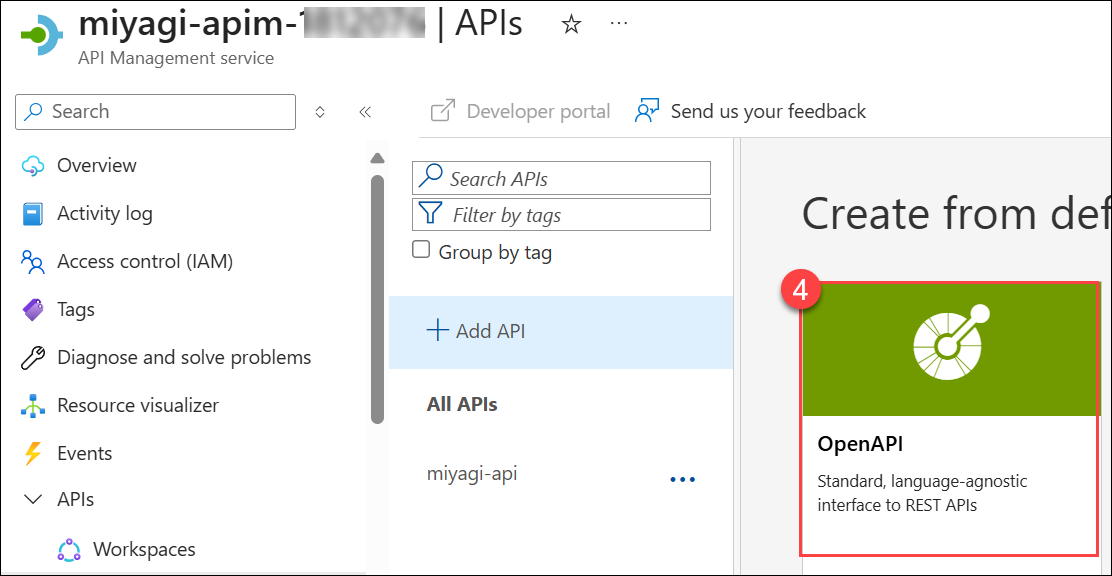 miyagi-apim- | APIs
API Management service
Search
Overview
Activity log
Access control (IAM)
Tags
Diagnose and solve problems
Resource visualizer
Events
APIs
Workspaces
Developer portal
Send us your feedback
Search APIs
Filter by tags
Group by tag
Add API
All APIs
miyagi-api
Create from def
4
OpenAPI
Standard, language-agnostic
interface to REST APIs